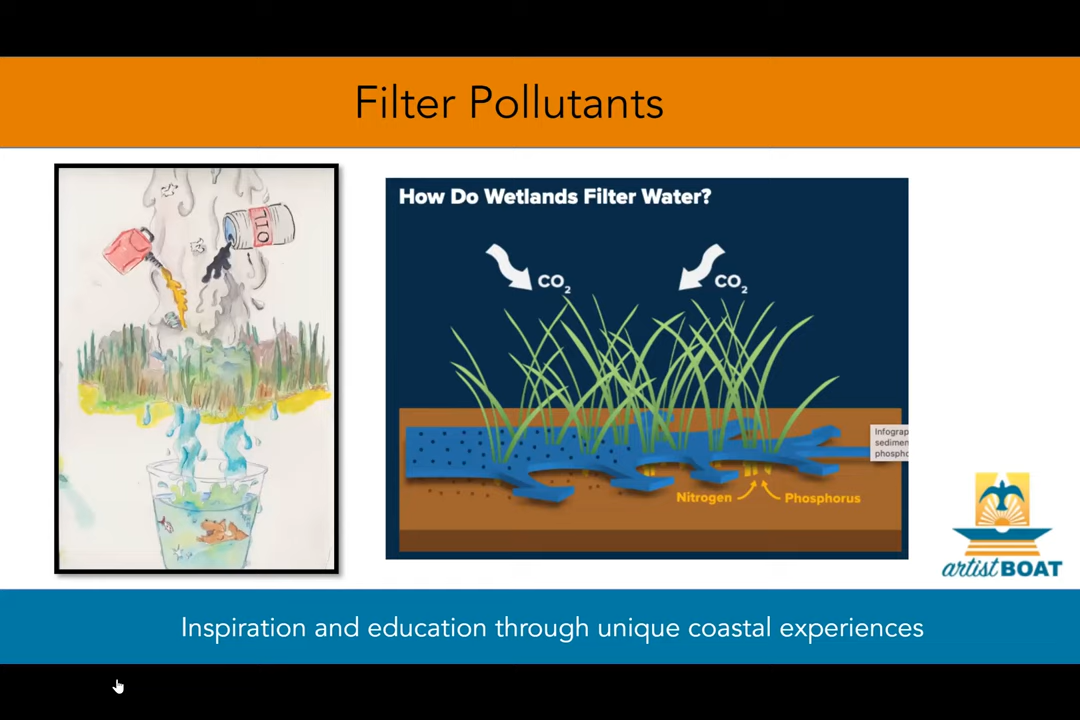 Filter Pollutants
OIL
How Do Wetlands Filter Water?
CO2
CO2
Nitrogen
Phosphorus
artistBOAT
Inspiration and education through unique coastal experiences